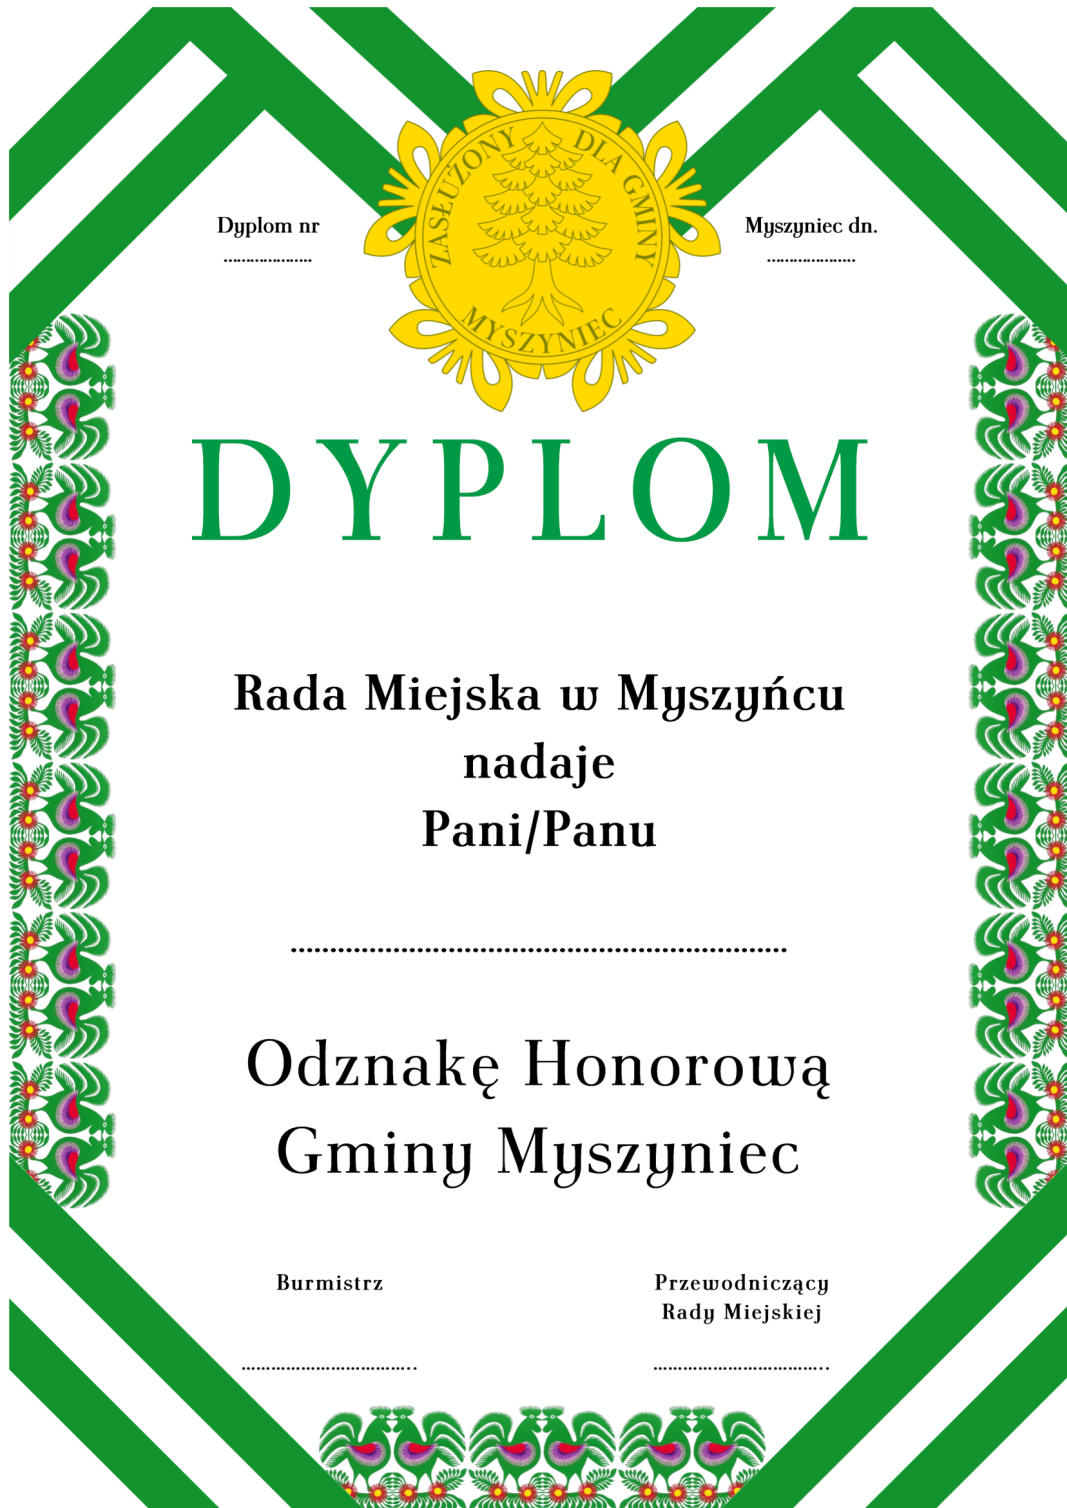 ZASŁUŻONY DLA GMINY
MYSZYNIEC
Dyplom nr
....................
Myszyniec dn.
....................
DYPLOM
Rada Miejska w Myszyńcu
nadaje
Pani/Panu
...............................................................
Odznakę Honorową
Gminy Myszyniec
Burmistrz
Przewodniczący
Rady Miejskiej
....................................
....................................